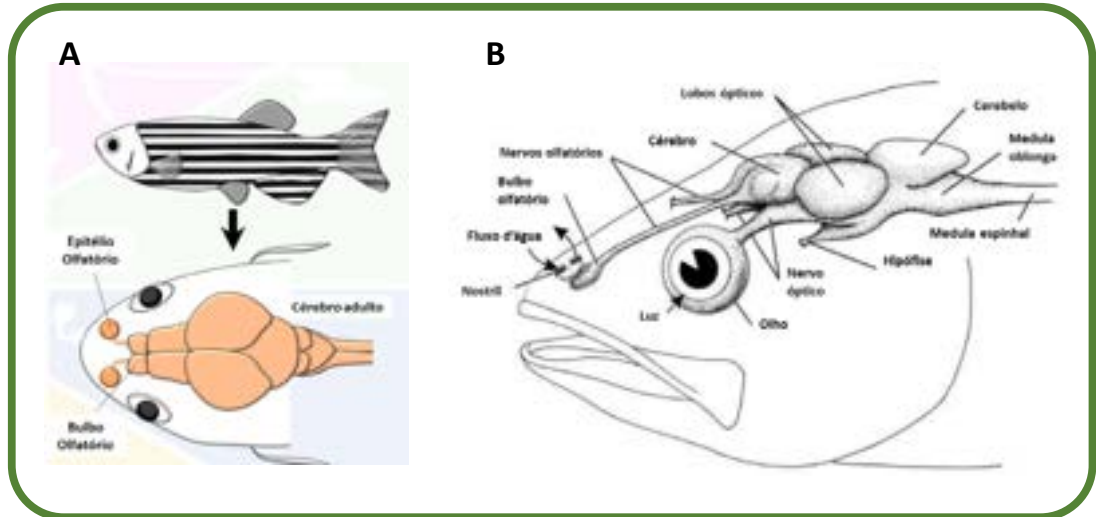 A
Epitélio
Olfatório
Cérebro adulto
Bulbo
Olfatório
B
Lobos ópticos
Cerebelo
Cérebro
Medula
oblonga
Nervos olfatórios
Bulbo
olfatório
Fluxo d'água
Medula espinhal
Hipófise
Nostril
Nervo
óptico
Luz
Olho